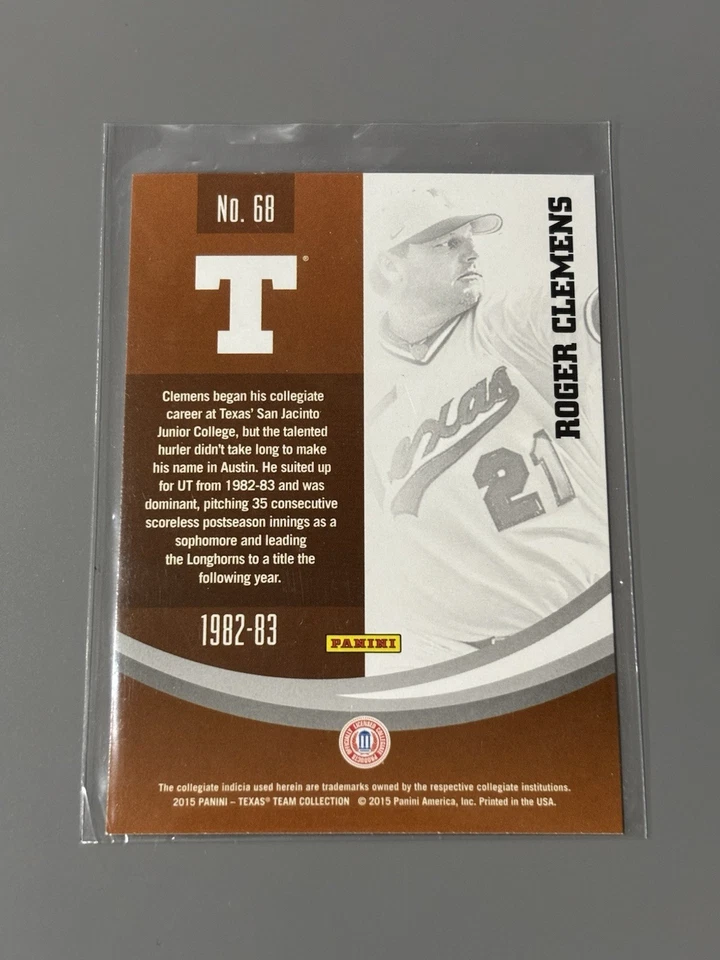 No. 68
T®
Clemens began his collegiate
career at Texas' San Jacinto
Junior College, but the talented
hurler didn't take long to make
his name in Austin. He suited up
for UT from 1982-83 and was
dominant, pitching 35 consecutive
scoreless postseason innings as a
sophomore and leading
the Longhorns to a title the
following year.
1982-83
ROGER CLEMENS
Texas
21
PANINI
OFFICIALLY LICENSED COLLEGIATE PRODUCTS
The collegiate indicia used herein are trademarks owned by the respective collegiate institutions.
2015 PANINI – TEXAS® TEAM COLLECTION © 2015 Panini America, Inc. Printed in the USA.